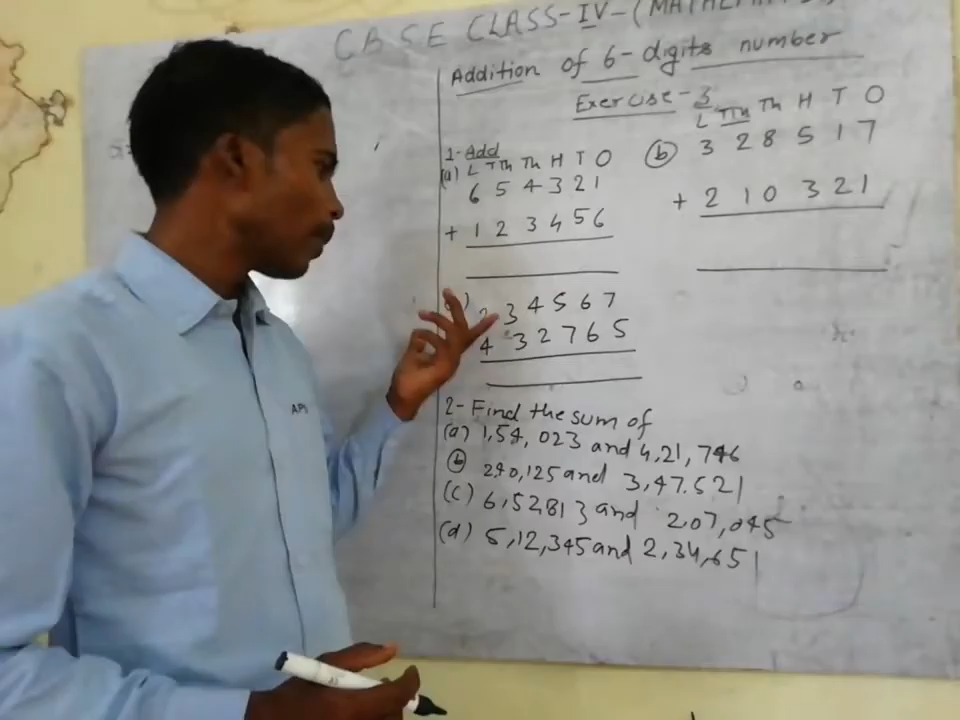 CBSE CLASS-IV-(MATHEMATICS)
Addition of 6-digits number
Exercise-3
1-Add
(a) L TTh Th H T O
6 5 4 3 2 1
+ 1 2 3 4 5 6
(b) L TTh Th H T O
3 2 8 5 1 7
+ 2 1 0 3 2 1
2 3 4 5 6 7
4 3 2 7 6 5
2- Find the sum of
(a) 1,54,023 and 4,21,746
(b) 240,125 and 3,47,521
(c) 6,52,813 and 2,07,045
(d) 5,12,345 and 2,34,651